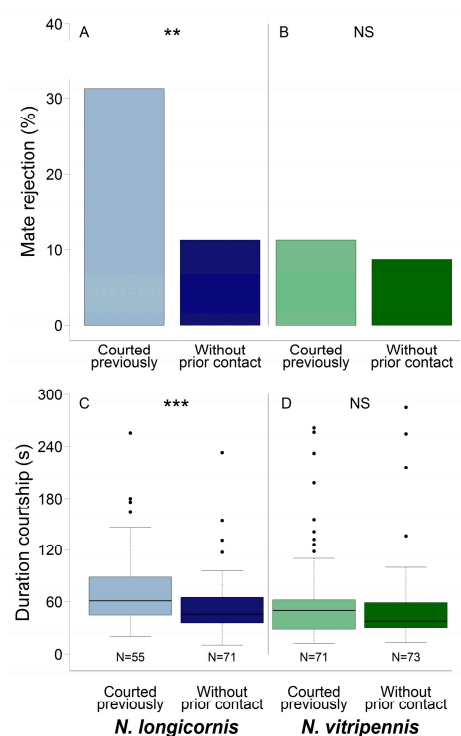 40
A
**
B
NS
30
20
10
0
Mate rejection (%)
Courted
previously
Without
prior contact
Courted
previously
Without
prior contact
300
C
***
D
NS
240
180
120
60
0
Duration courtship (s)
N=55
N=71
N=71
N=73
Courted
previously
Without
prior contact
Courted
previously
Without
prior contact
N. longicornis
N. vitripennis